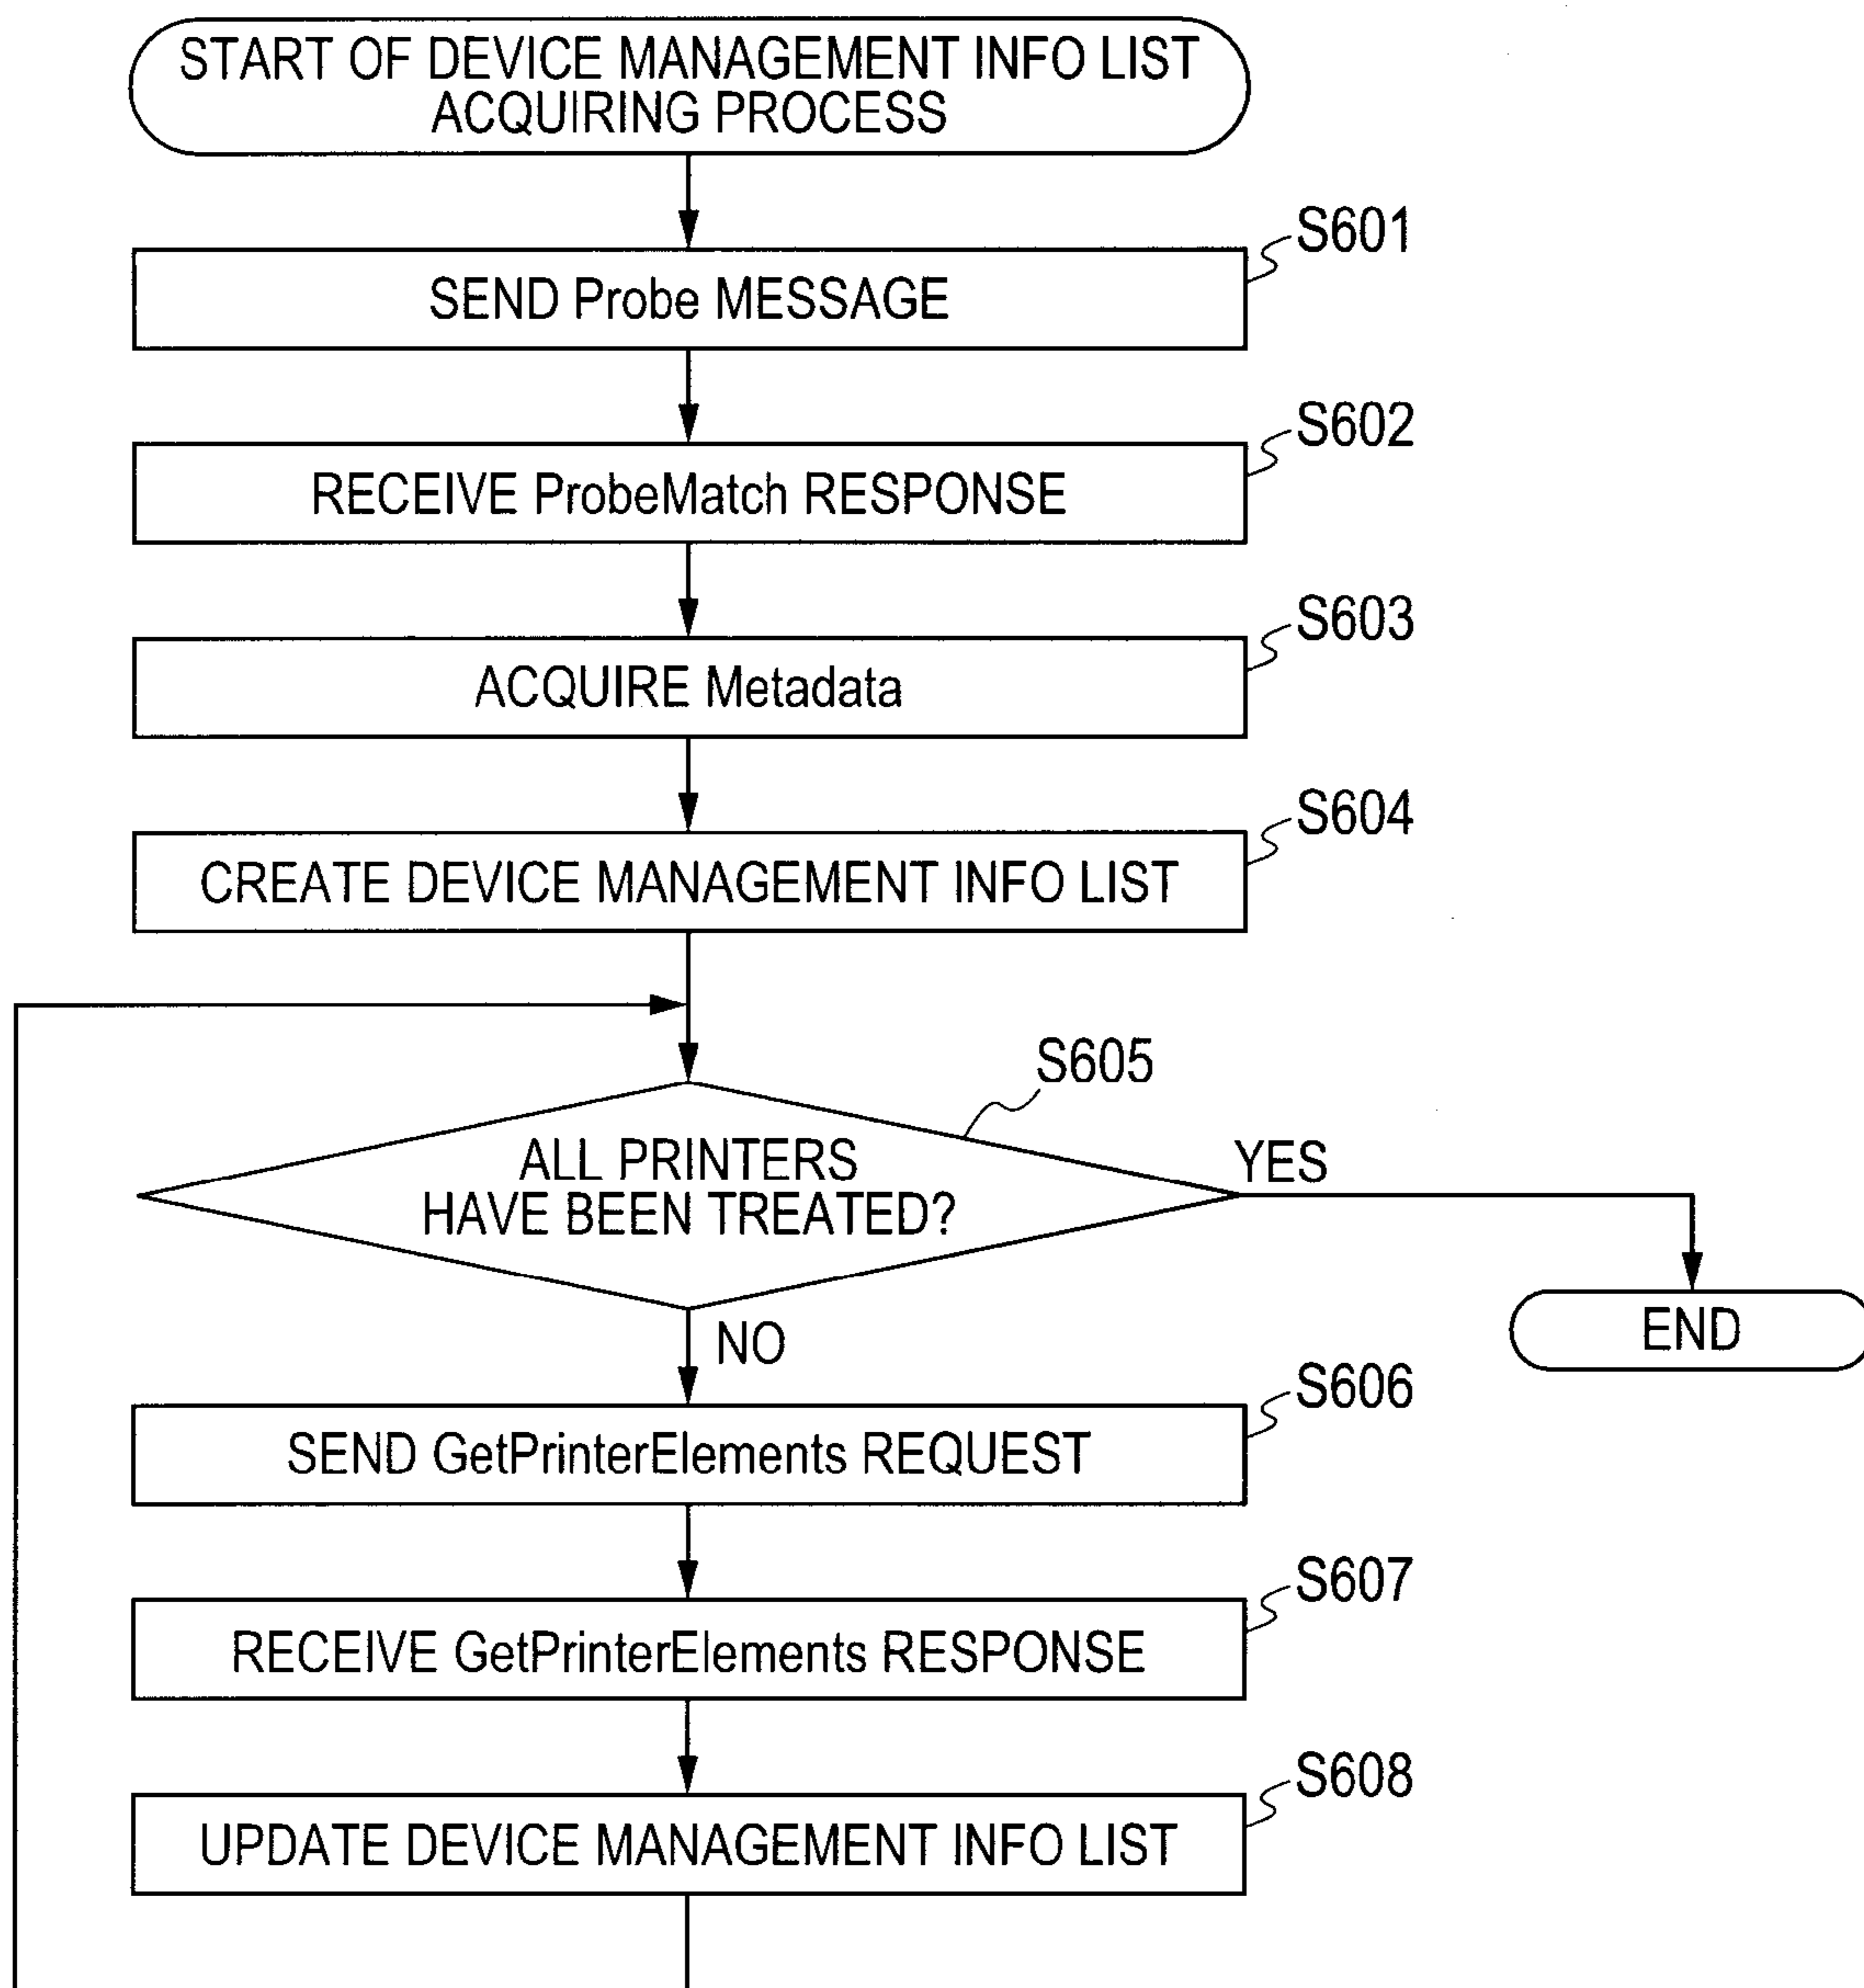 START OF DEVICE MANAGEMENT INFO LIST
ACQUIRING PROCESS
S601
SEND Probe MESSAGE
S602
RECEIVE ProbeMatch RESPONSE
S603
ACQUIRE Metadata
S604
CREATE DEVICE MANAGEMENT INFO LIST
S605
ALL PRINTERS
HAVE BEEN TREATED?
YES
END
NO
S606
SEND GetPrinterElements REQUEST
S607
RECEIVE GetPrinterElements RESPONSE
S608
UPDATE DEVICE MANAGEMENT INFO LIST